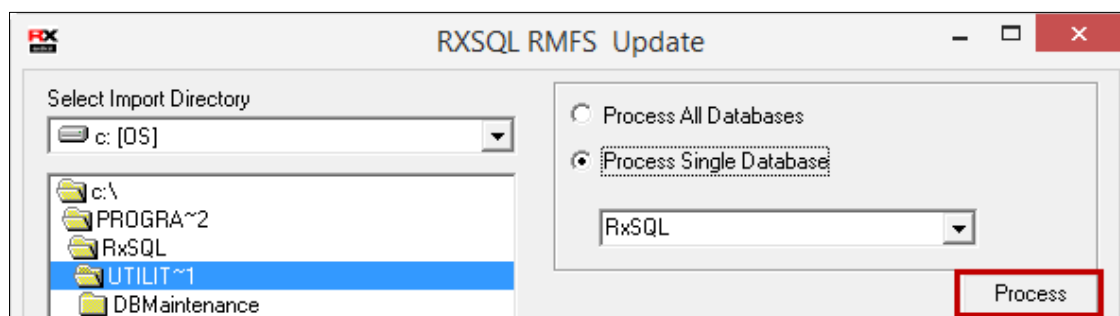 RX
RXSQL RMFS Update
Select Import Directory
c: [OS]
c:\
PROGRA~2
RxSQL
UTILIT~1
DBMaintenance
Process All Databases
Process Single Database
RxSQL
Process